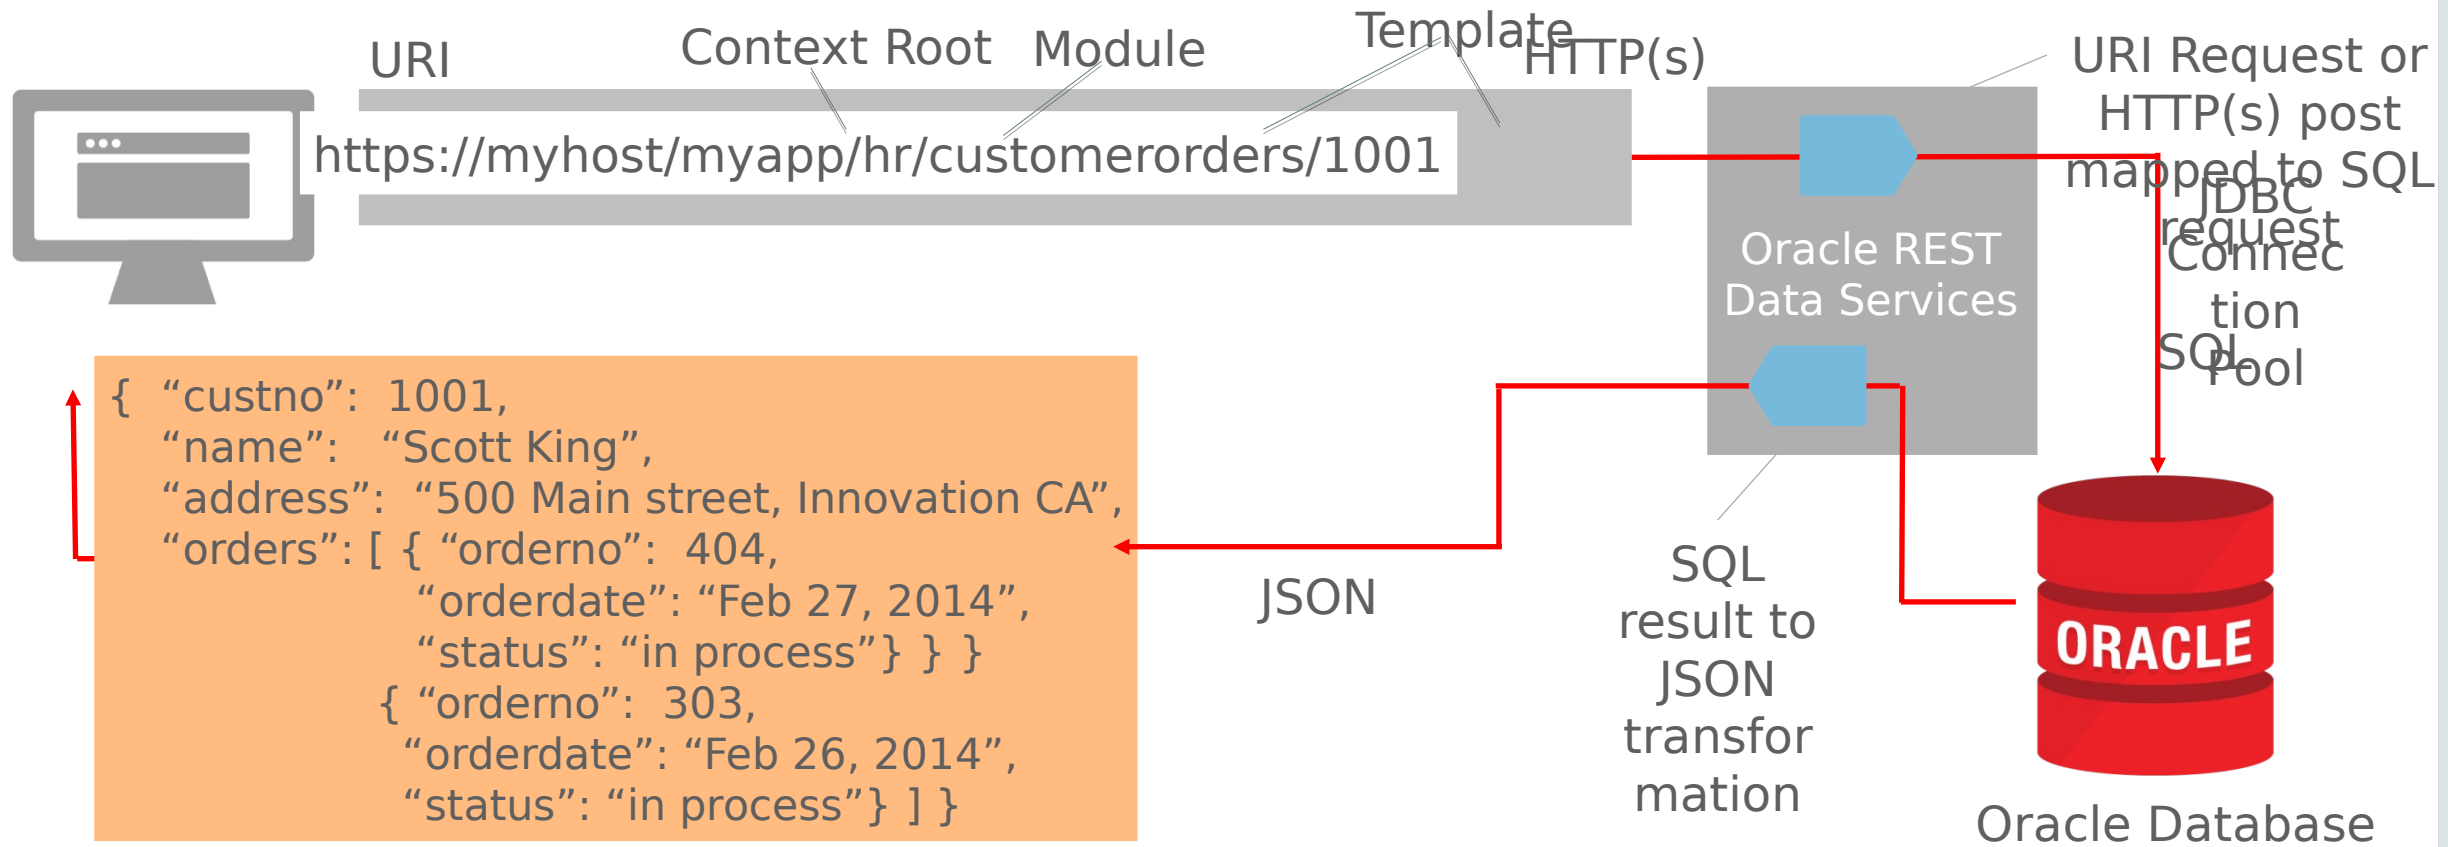 URI
Context Root
Module
Template
HTTP(s)
https://myhost/myapp/hr/customerorders/1001
URI Request or
HTTP(s) post
mapped to SQL
request
JDBC
Connec
tion
Pool
SQL
Oracle REST
Data Services
{ “custno”: 1001,
“name”: “Scott King”,
“address”: “500 Main street, Innovation CA”,
“orders”: [ { “orderno”: 404,
“orderdate”: “Feb 27, 2014”,
“status”: “in process”} } }
{ “orderno”: 303,
“orderdate”: “Feb 26, 2014”,
“status”: “in process”} ] }
JSON
SQL
result to
JSON
transfor
mation
ORACLE
Oracle Database